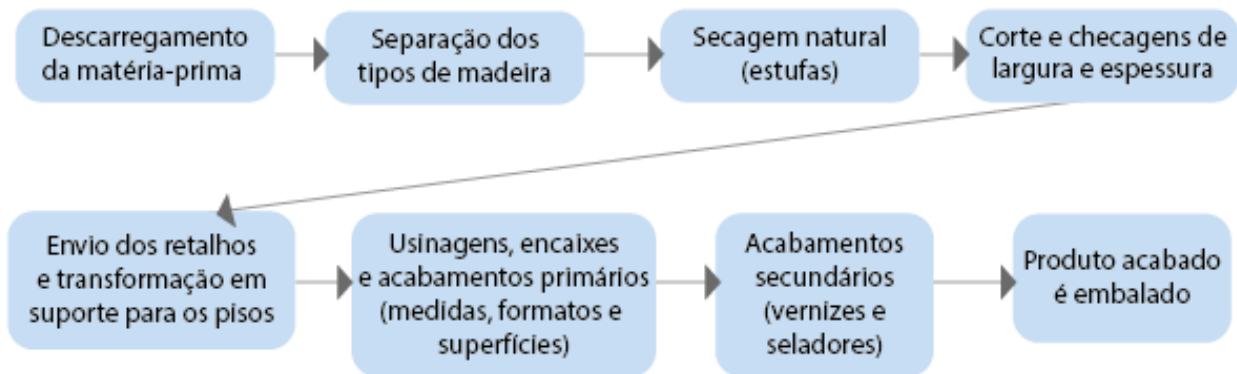 Descarregamento
da matéria-prima
Separação dos
tipos de madeira
Secagem natural
(estufas)
Corte e checagens de
largura e espessura
Envio dos retalhos
e transformação em
suporte para os pisos
Usinagens, encaixes
e acabamentos primários
(medidas, formatos e
superfícies)
Acabamentos
secundários
(vernizes e
seladores)
Produto acabado
é embalado